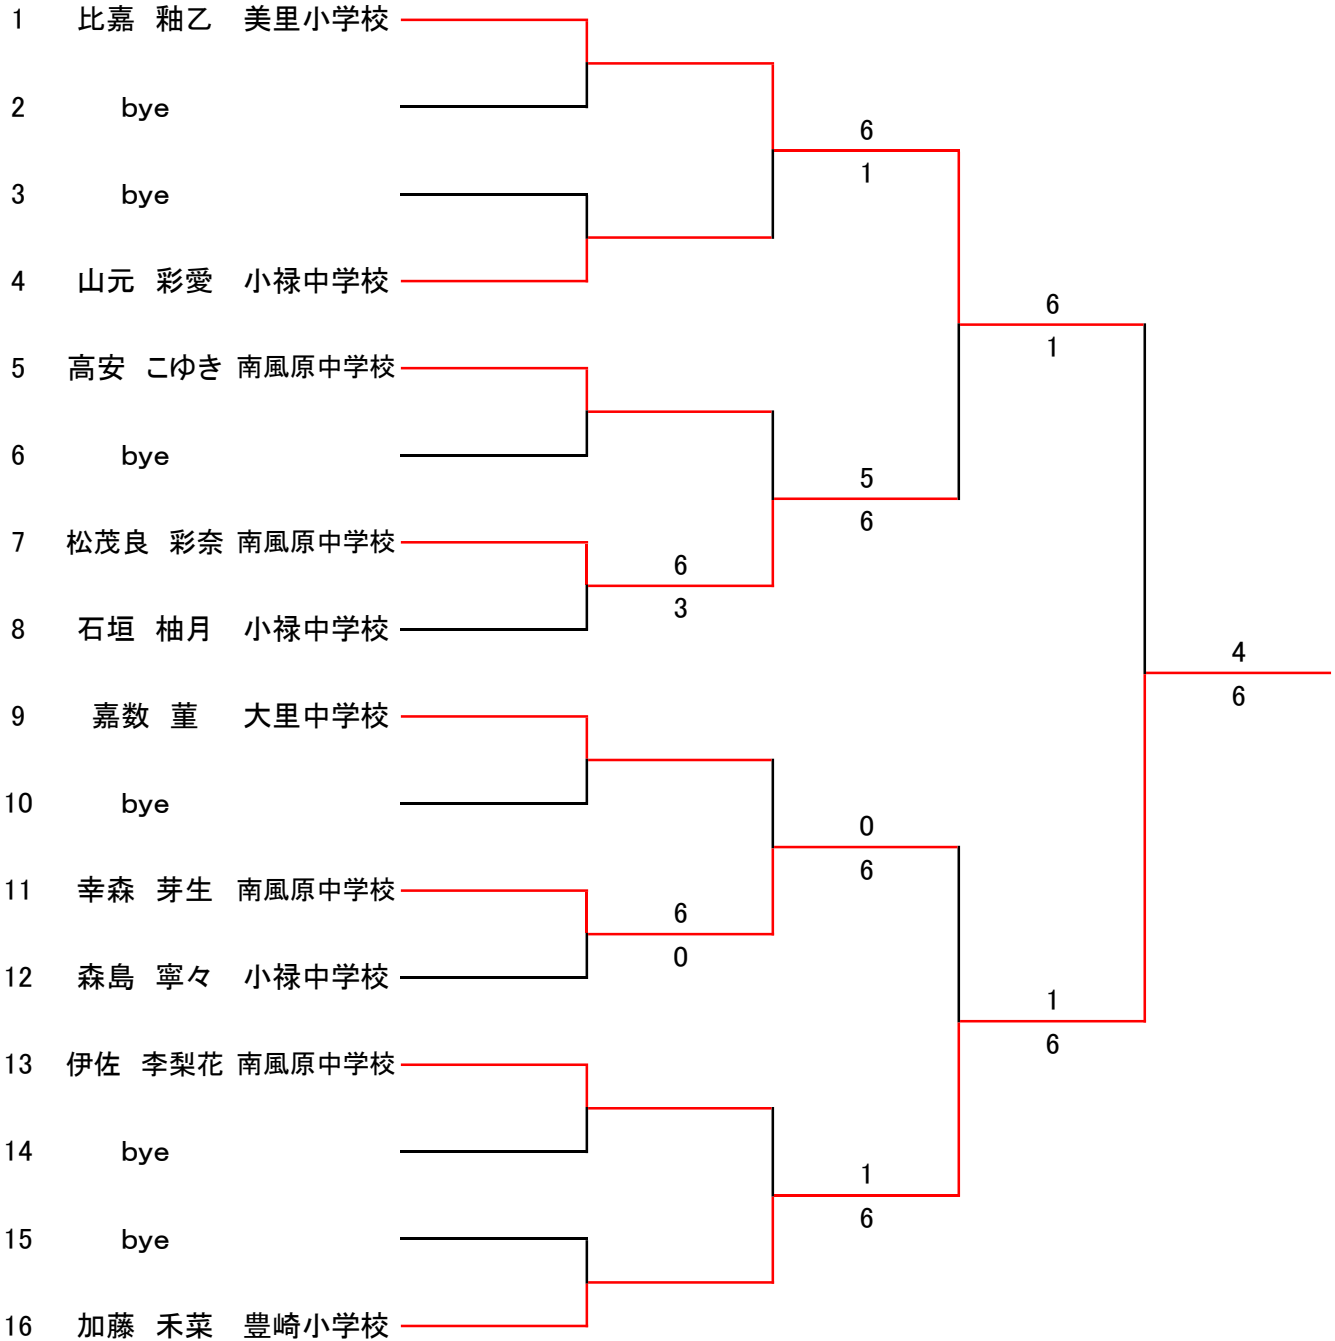 1 比嘉 釉乙 美里小学校
2 bye
6
3 bye
1
4 山元 彩愛 小禄中学校
6
5 高安 こゆき 南風原中学校
1
6 bye
5
6
7 松茂良 彩奈 南風原中学校
6
3
8 石垣 柚月 小禄中学校
4
6
9 嘉数 菫 大里中学校
10 bye
0
6
11 幸森 芽生 南風原中学校
6
0
12 森島 寧々 小禄中学校
1
6
13 伊佐 李梨花 南風原中学校
14 bye
1
6
15 bye
16 加藤 禾菜 豊崎小学校